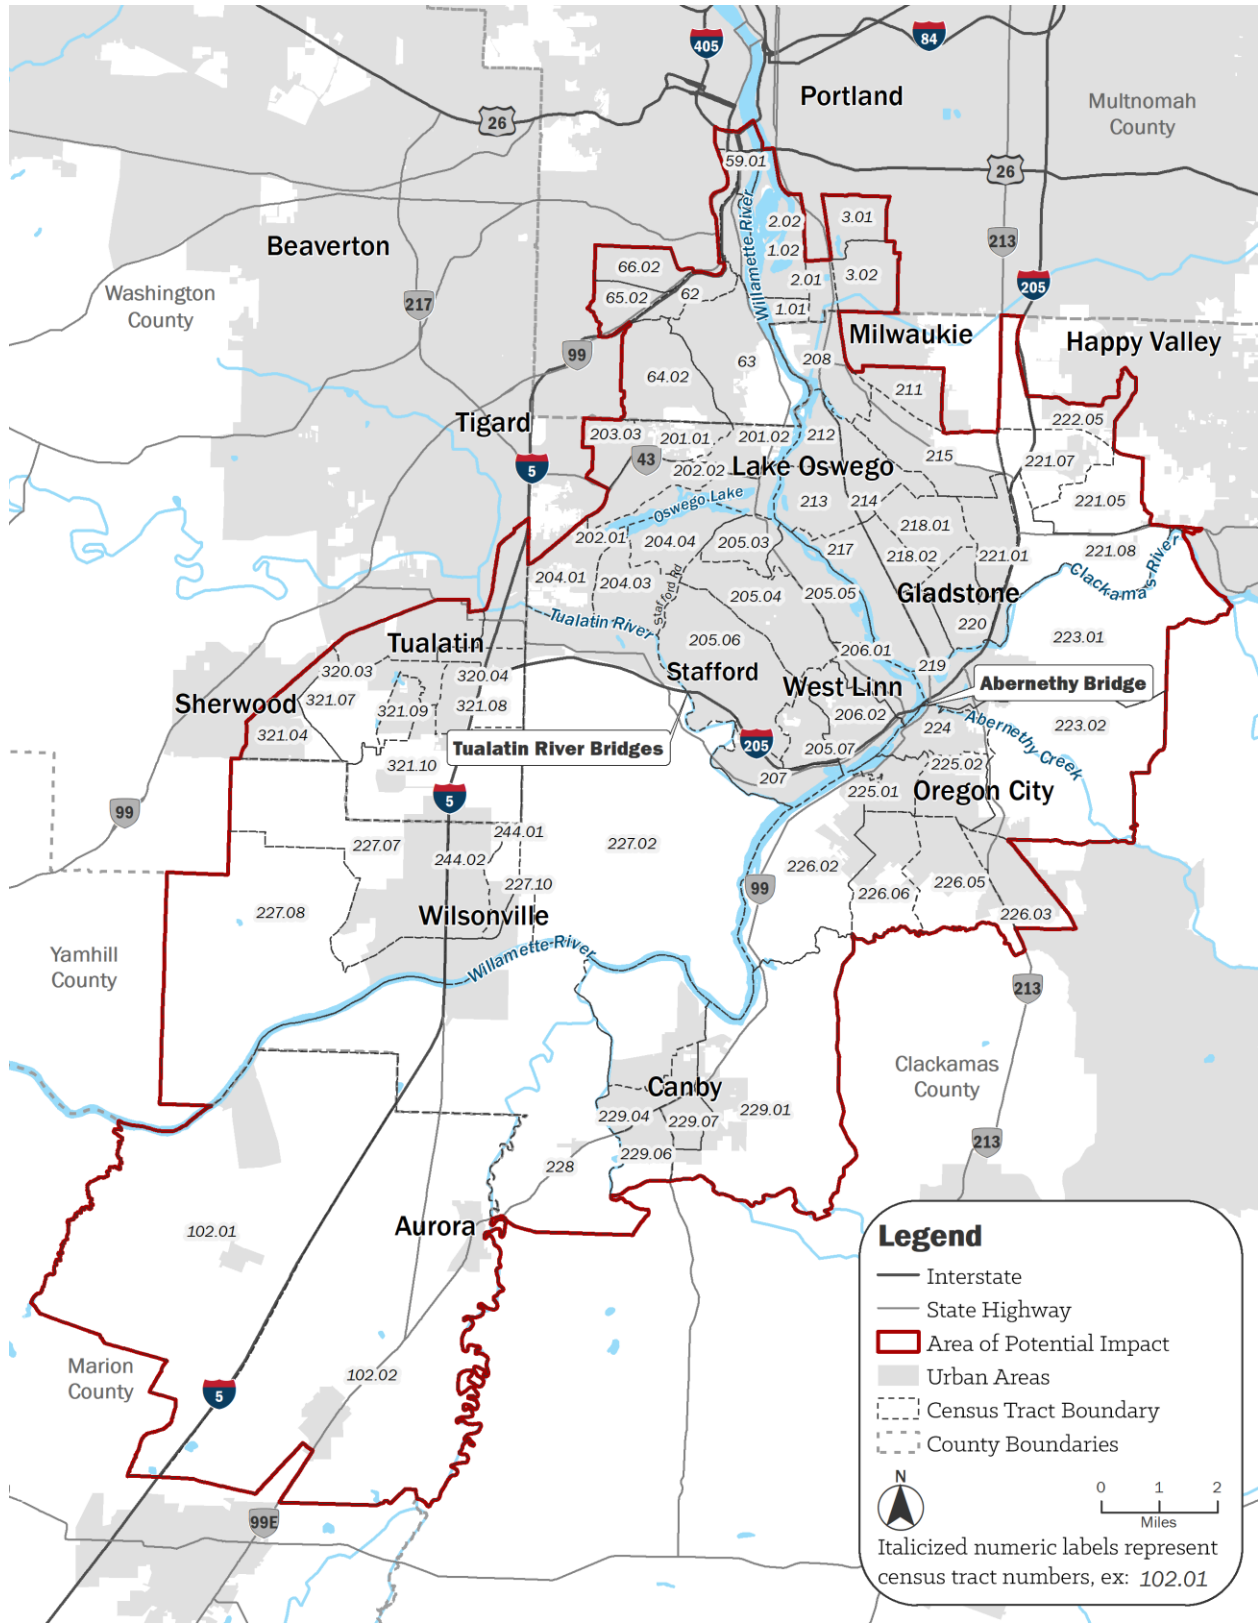 405
84
Portland
Multnomah
County
26
59.01
26
Beaverton
Willamette River
2.02
3.01
213
1.02
66.02
2.01
3.02
Washington
County
217
65.02
62
1.01
205
99
Milwaukie
Happy Valley
63
208
64.02
211
Tigard
222.05
203.03
201.01
201.02
212
43
5
202.02
Lake Oswego
215
221.07
Oswego Lake
213
214
221.05
202.01
204.04
205.03
217
218.01
218.02
221.01
221.08
204.01
204.03
Stafford Rd
205.04
205.05
Gladstone
Clackamas River
Tualatin River
220
223.01
Tualatin
205.06
206.01
219
320.03
320.04
Stafford
West Linn
Abernethy Bridge
Sherwood
321.07
321.09
321.08
206.02
224
Abernethy Creek
223.02
321.04
Tualatin River Bridges
205
205.07
321.10
207
225.02
225.01
Oregon City
5
99
244.01
227.07
244.02
227.02
226.02
227.10
99
226.06
226.05
227.08
Wilsonville
226.03
Yamhill
County
Willamette River
213
Clackamas
County
Canby
229.04
229.07
229.01
213
229.06
228
102.01
Aurora
Marion
County
5
102.02
99E
Legend
Interstate
State Highway
Area of Potential Impact
Urban Areas
Census Tract Boundary
County Boundaries
N
0 1 2
Miles
Italicized numeric labels represent
census tract numbers, ex: 102.01